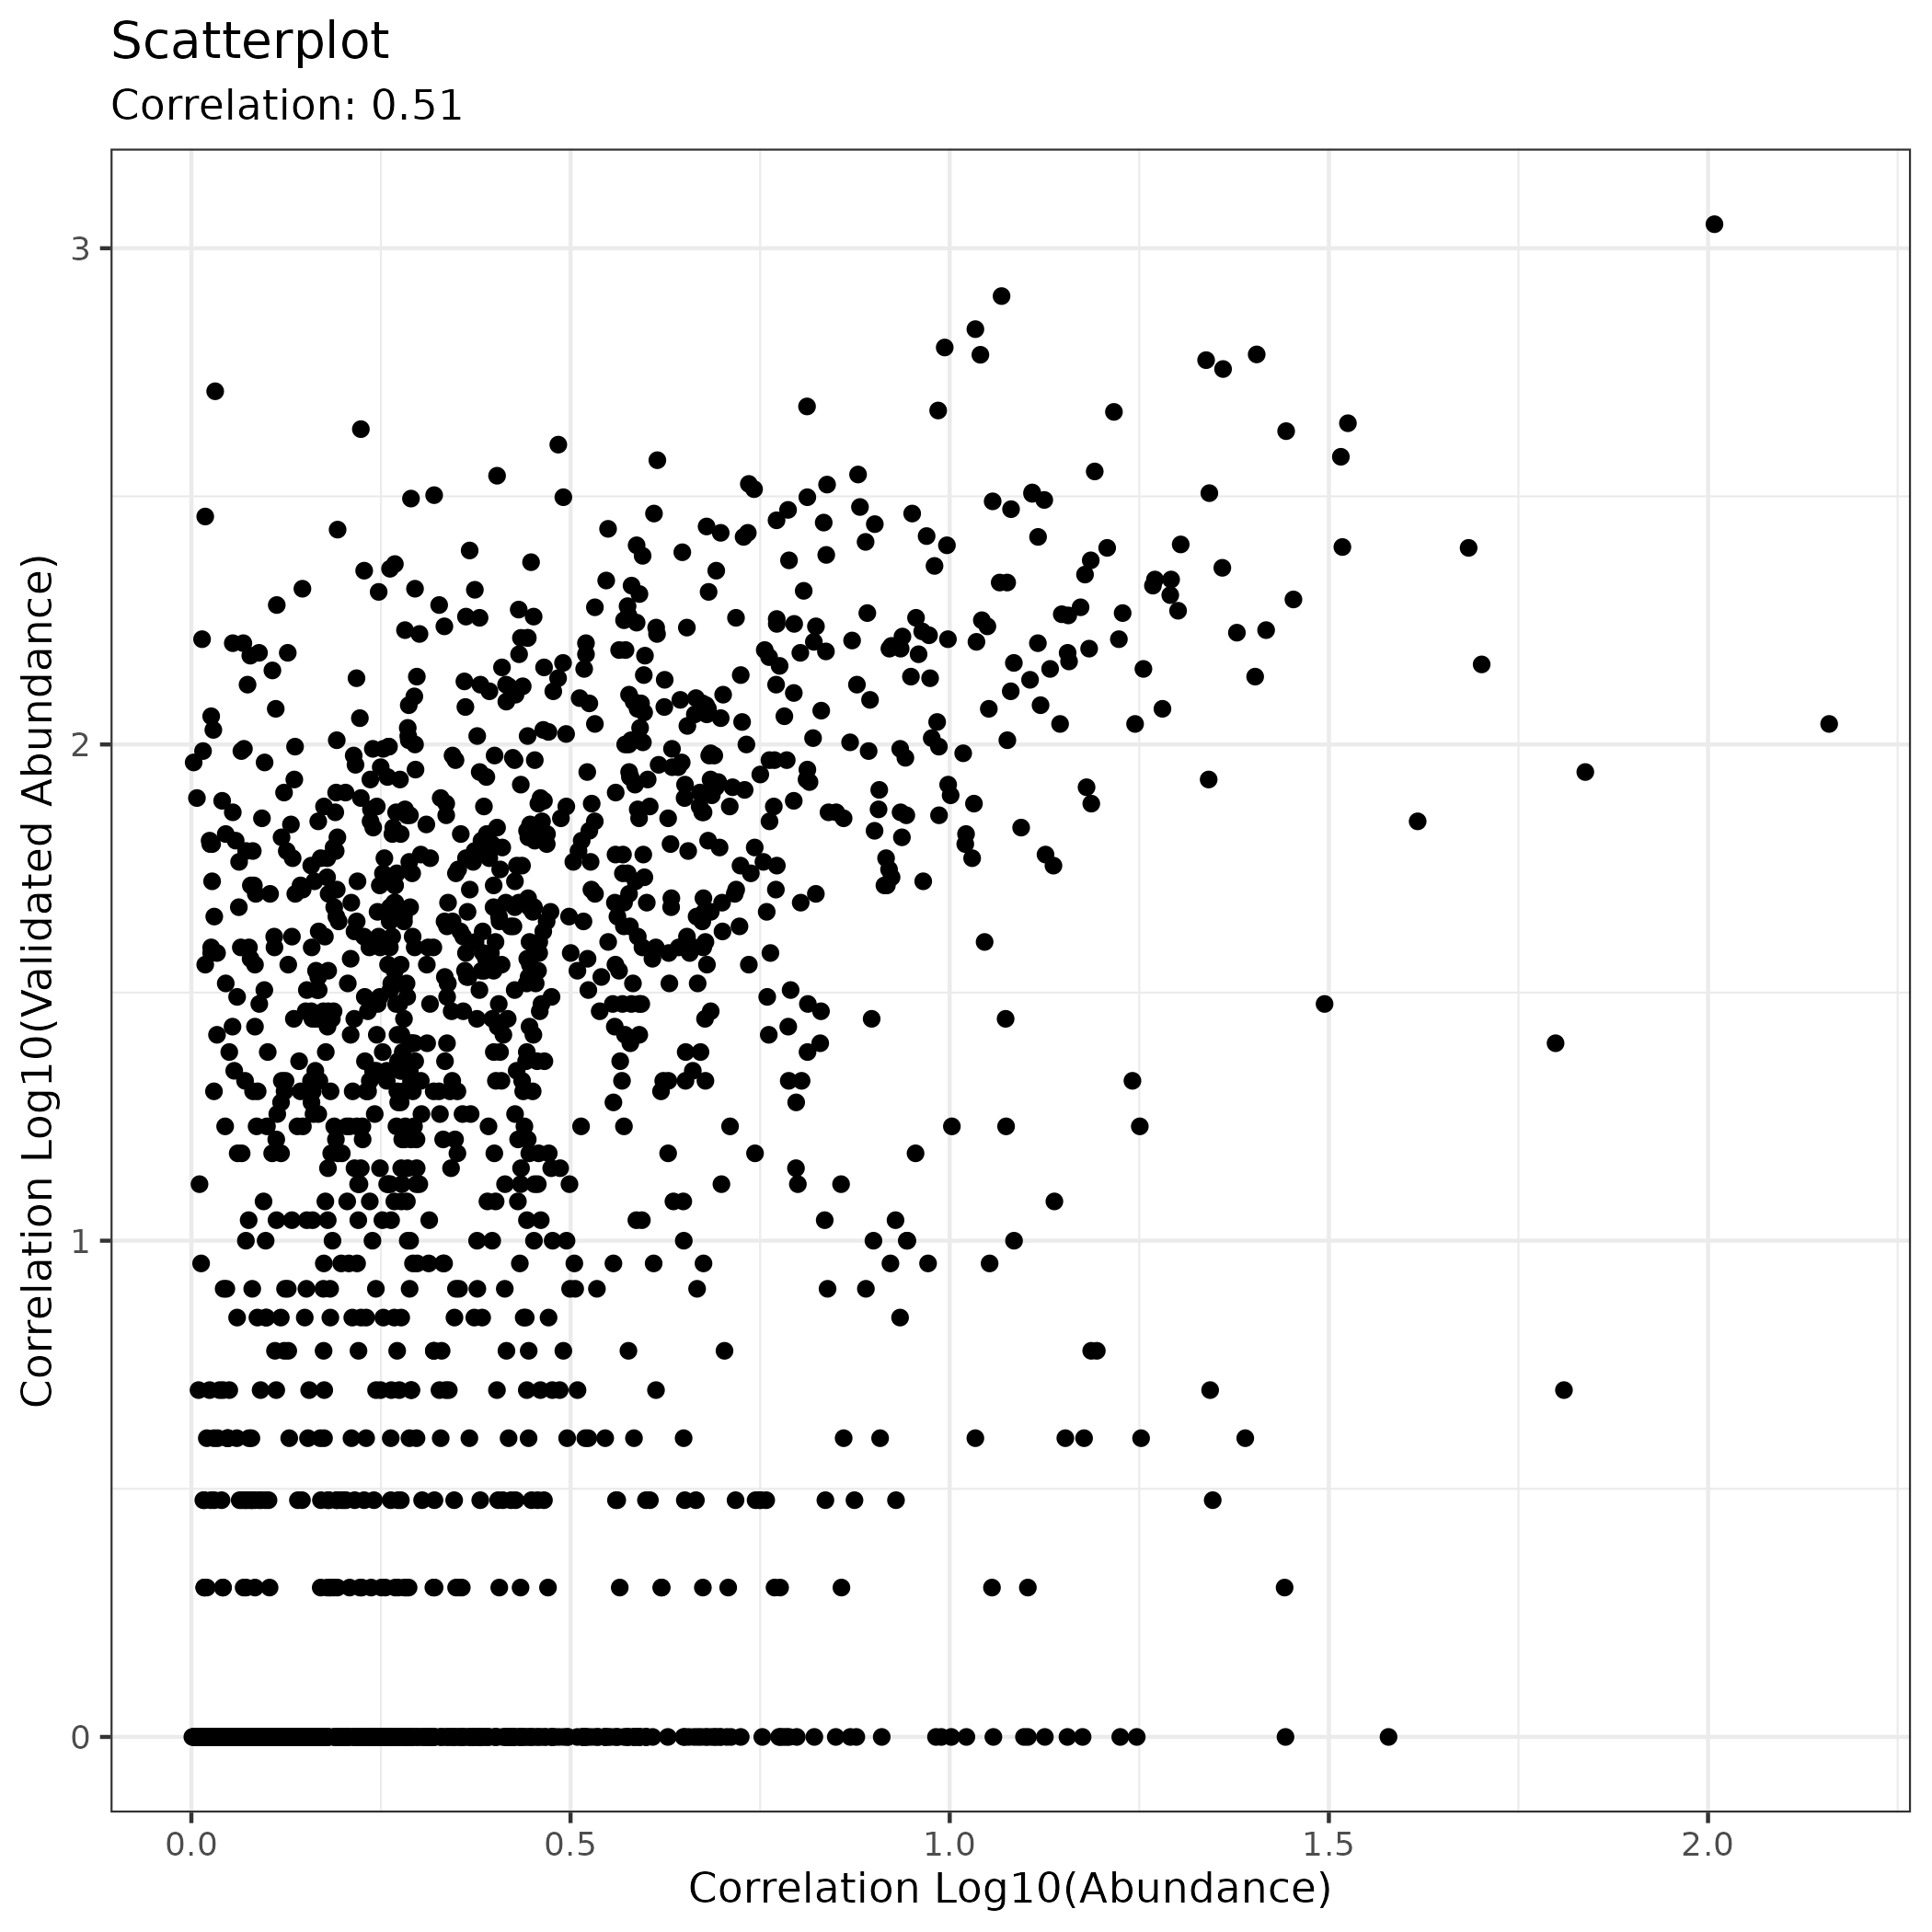 Scatterplot
Correlation: 0.51
3
2
1
0
Correlation Log10(Validated Abundance)
0.0 0.5 1.0 1.5 2.0
Correlation Log10(Abundance)